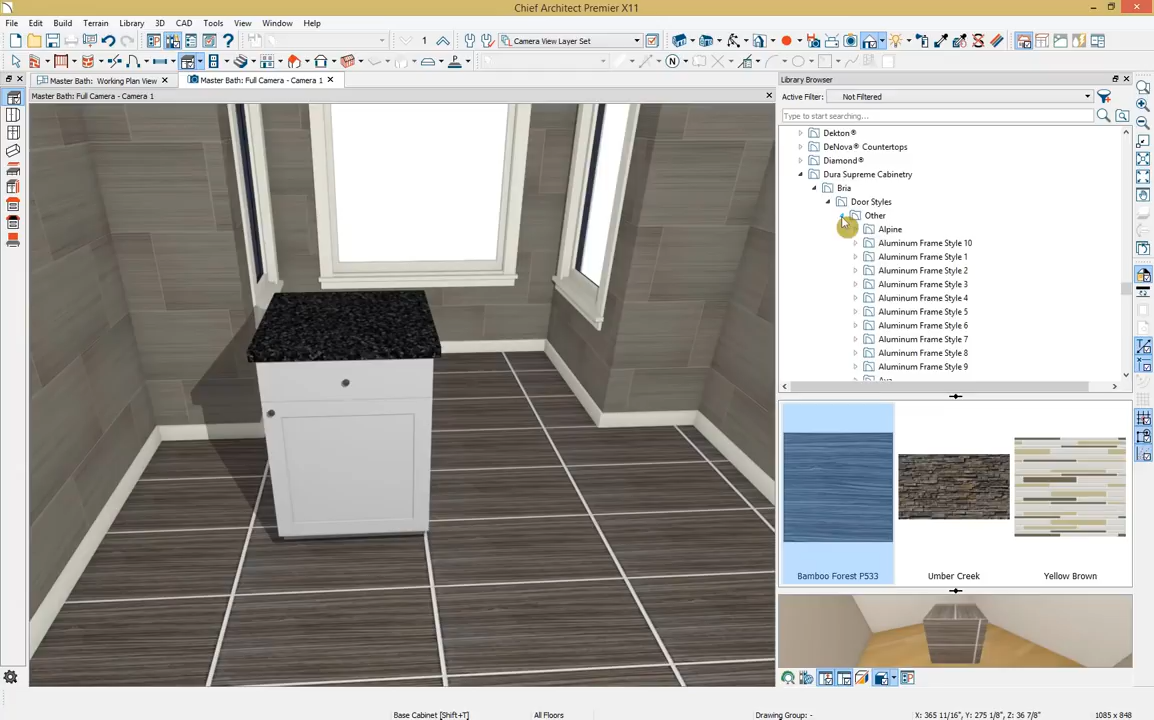 Chief Architect Premier X11
File Edit Build Terrain Library 3D CAD Tools View Window Help
1 Camera View Layer Set
Master Bath: Working Plan View Master Bath: Full Camera - Camera 1
Master Bath: Full Camera - Camera 1
Library Browser
Active Filter: Not Filtered
Type to start searching...
Dekton®
DeNova® Countertops
Diamond®
Dura Supreme Cabinetry
Bria
Door Styles
Other
Alpine
Aluminum Frame Style 10
Aluminum Frame Style 1
Aluminum Frame Style 2
Aluminum Frame Style 3
Aluminum Frame Style 4
Aluminum Frame Style 5
Aluminum Frame Style 6
Aluminum Frame Style 7
Aluminum Frame Style 8
Aluminum Frame Style 9
Bamboo Forest P533 Umber Creek Yellow Brown
Base Cabinet [Shift+T] All Floors Drawing Group: - X: 365 11/16", Y: 275 1/8", Z: 36 7/8" 1085 x 848